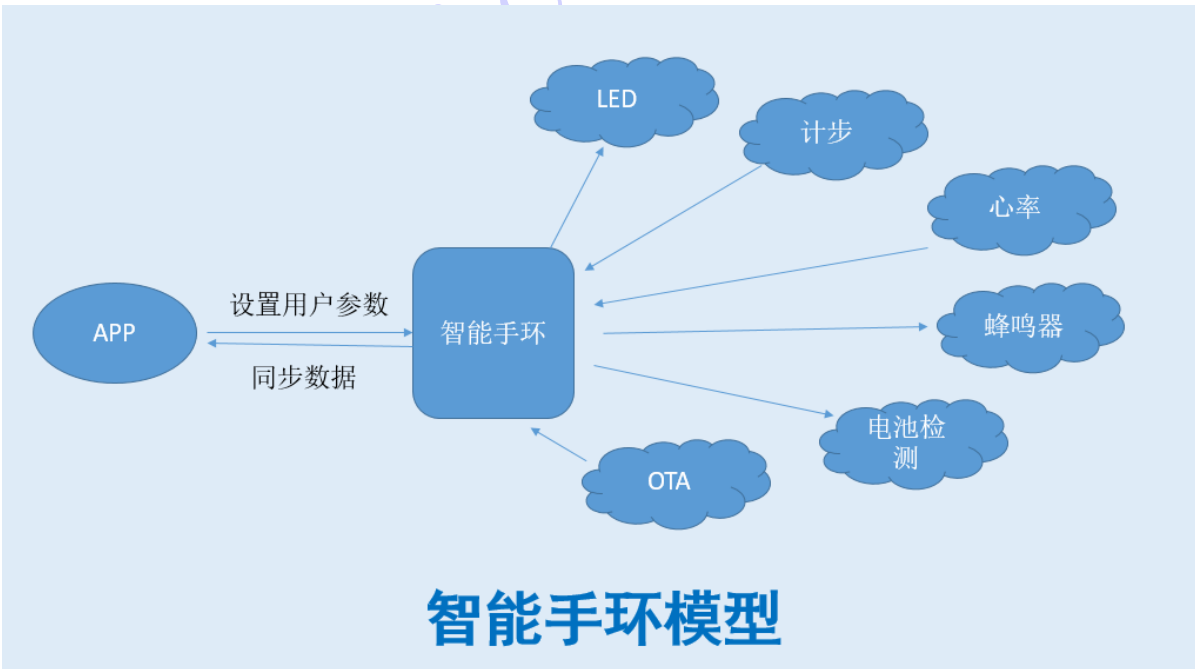 LED
计步
心率
设置用户参数
APP
智能手环
蜂鸣器
同步数据
电池检
测
OTA
智能手环模型